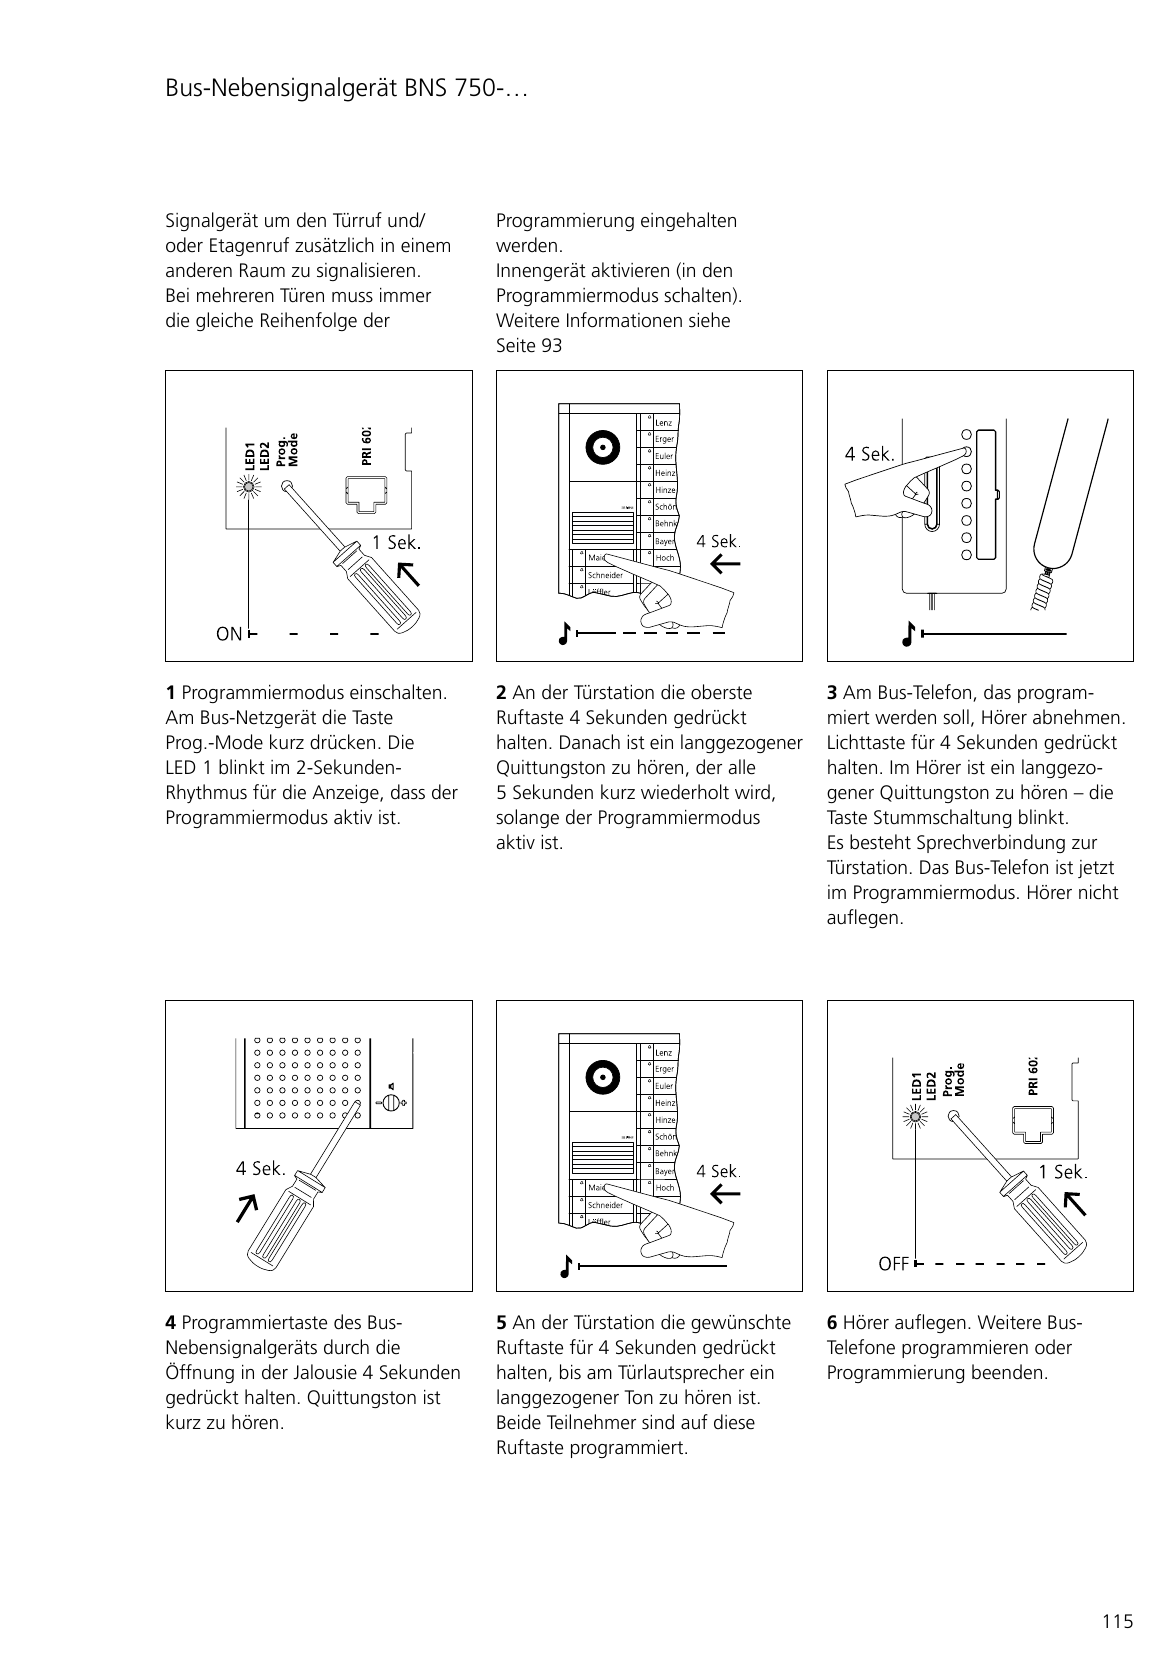 Bus-Nebensignalgerät BNS 750-…
Signalgerät um den Türruf und/
oder Etagenruf zusätzlich in einem
anderen Raum zu signalisieren.
Bei mehreren Türen muss immer
die gleiche Reihenfolge der
Programmierung eingehalten
werden.
Innengerät aktivieren (in den
Programmiermodus schalten).
Weitere Informationen siehe
Seite 93
LED1
LED2
Prog.
Mode
PRI 602
1 Sek.
ON
Lenz
Erger
Euler
Heinz
Hinze
Schön
Behnk
Bayer
Hoch
Maie
Schneider
Löffler
4 Sek.
4 Sek.
1 Programmiermodus einschalten.
Am Bus-Netzgerät die Taste
Prog.-Mode kurz drücken. Die
LED 1 blinkt im 2-Sekunden-
Rhythmus für die Anzeige, dass der
Programmiermodus aktiv ist.
2 An der Türstation die oberste
Ruftaste 4 Sekunden gedrückt
halten. Danach ist ein langgezogener
Quittungston zu hören, der alle
5 Sekunden kurz wiederholt wird,
solange der Programmiermodus
aktiv ist.
3 Am Bus-Telefon, das program-
miert werden soll, Hörer abnehmen.
Lichttaste für 4 Sekunden gedrückt
halten. Im Hörer ist ein langgezo-
gener Quittungston zu hören – die
Taste Stummschaltung blinkt.
Es besteht Sprechverbindung zur
Türstation. Das Bus-Telefon ist jetzt
im Programmiermodus. Hörer nicht
auflegen.
4 Sek.
Lenz
Erger
Euler
Heinz
Hinze
Schön
Behnk
Bayer
Hoch
Maie
Schneider
Löffler
4 Sek.
LED1
LED2
Prog.
Mode
PRI 602
1 Sek.
OFF
4 Programmiertaste des Bus-
Nebensignalgeräts durch die
Öffnung in der Jalousie 4 Sekunden
gedrückt halten. Quittungston ist
kurz zu hören.
5 An der Türstation die gewünschte
Ruftaste für 4 Sekunden gedrückt
halten, bis am Türlautsprecher ein
langgezogener Ton zu hören ist.
Beide Teilnehmer sind auf diese
Ruftaste programmiert.
6 Hörer auflegen. Weitere Bus-
Telefone programmieren oder
Programmierung beenden.
115